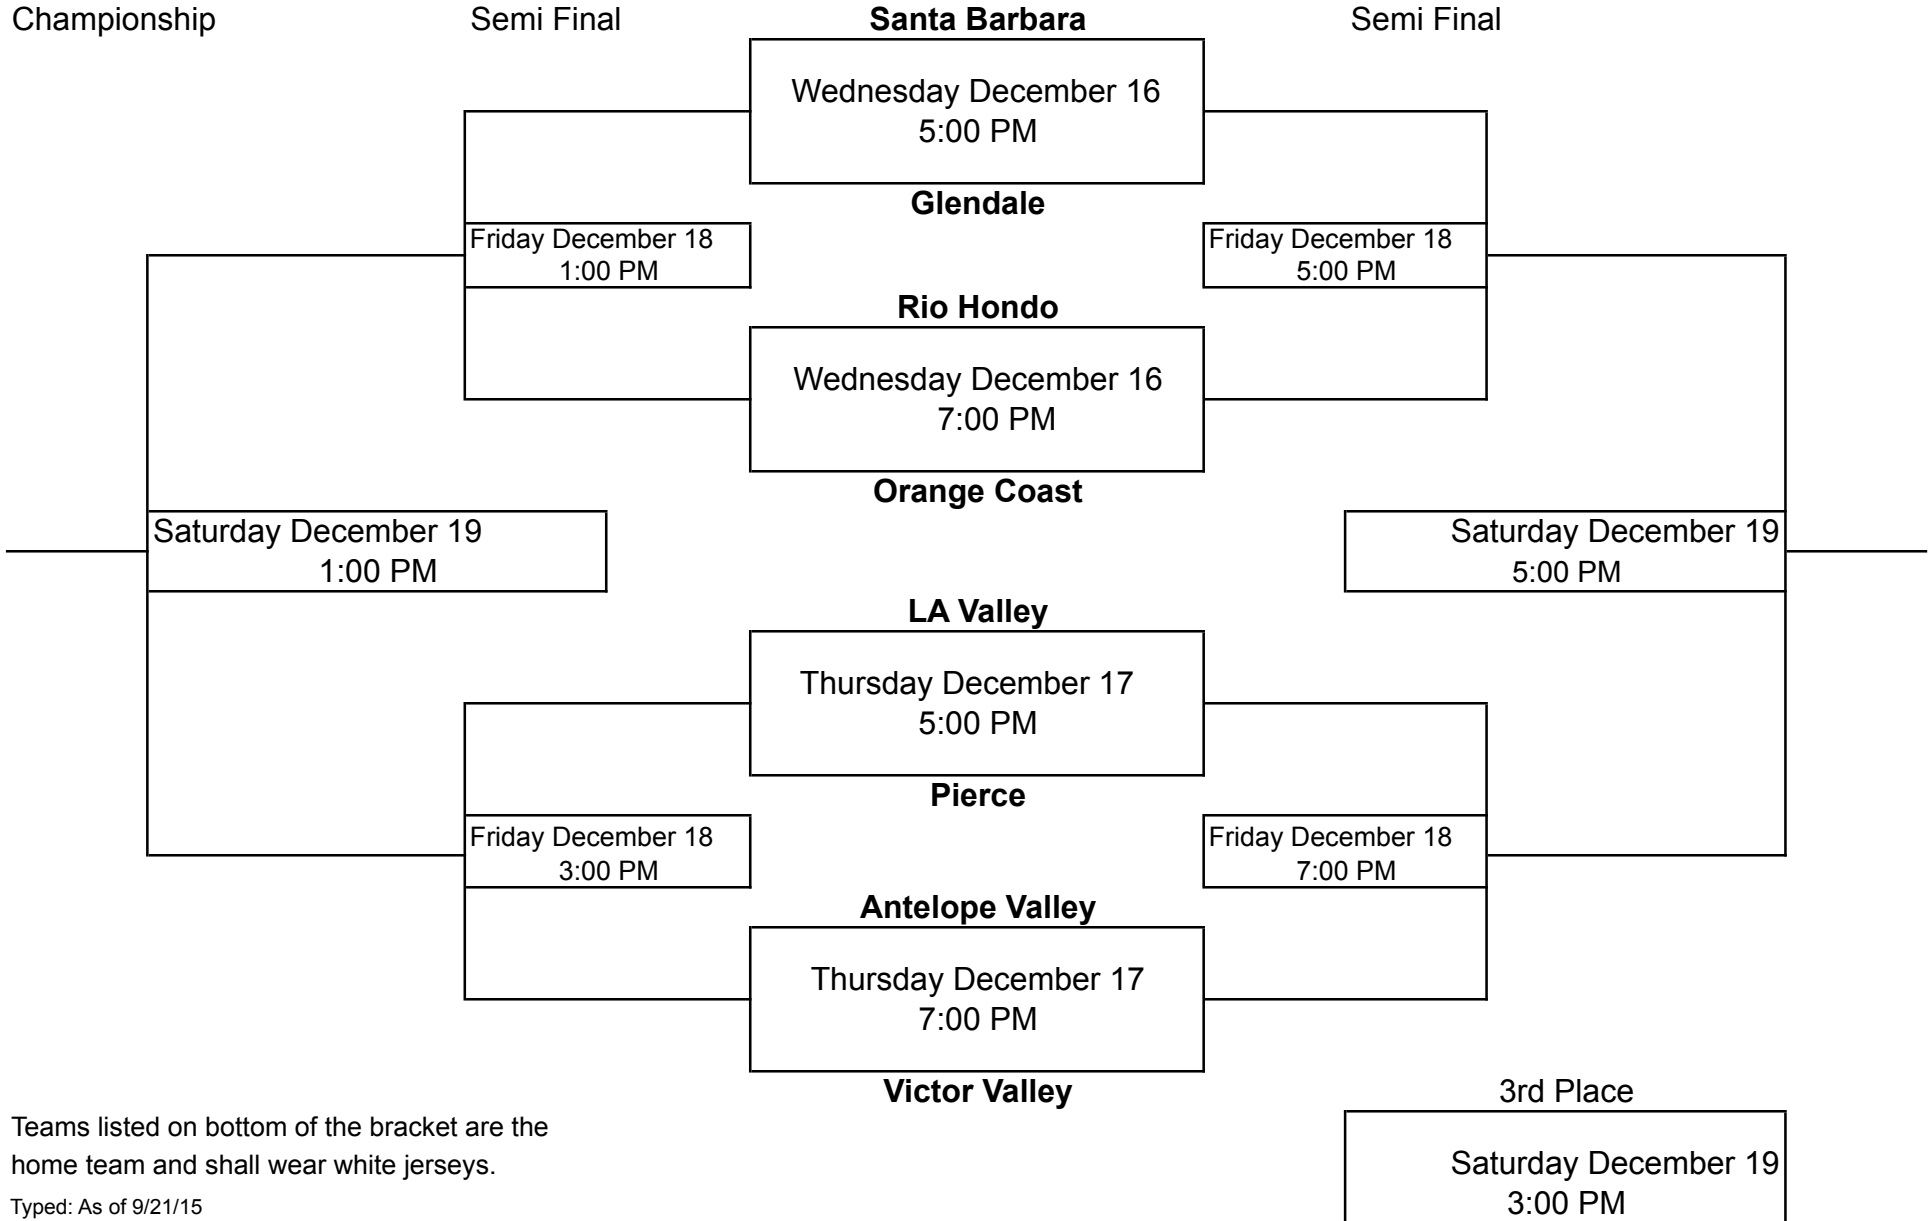 Championship
Semi Final
Santa Barbara
Semi Final
Wednesday December 16
5:00 PM
Glendale
Friday December 18
1:00 PM
Friday December 18
5:00 PM
Rio Hondo
Wednesday December 16
7:00 PM
Orange Coast
Saturday December 19
1:00 PM
Saturday December 19
5:00 PM
LA Valley
Thursday December 17
5:00 PM
Pierce
Friday December 18
3:00 PM
Friday December 18
7:00 PM
Antelope Valley
Thursday December 17
7:00 PM
Victor Valley
3rd Place
Saturday December 19
3:00 PM
Teams listed on bottom of the bracket are the
home team and shall wear white jerseys.
Typed: As of 9/21/15